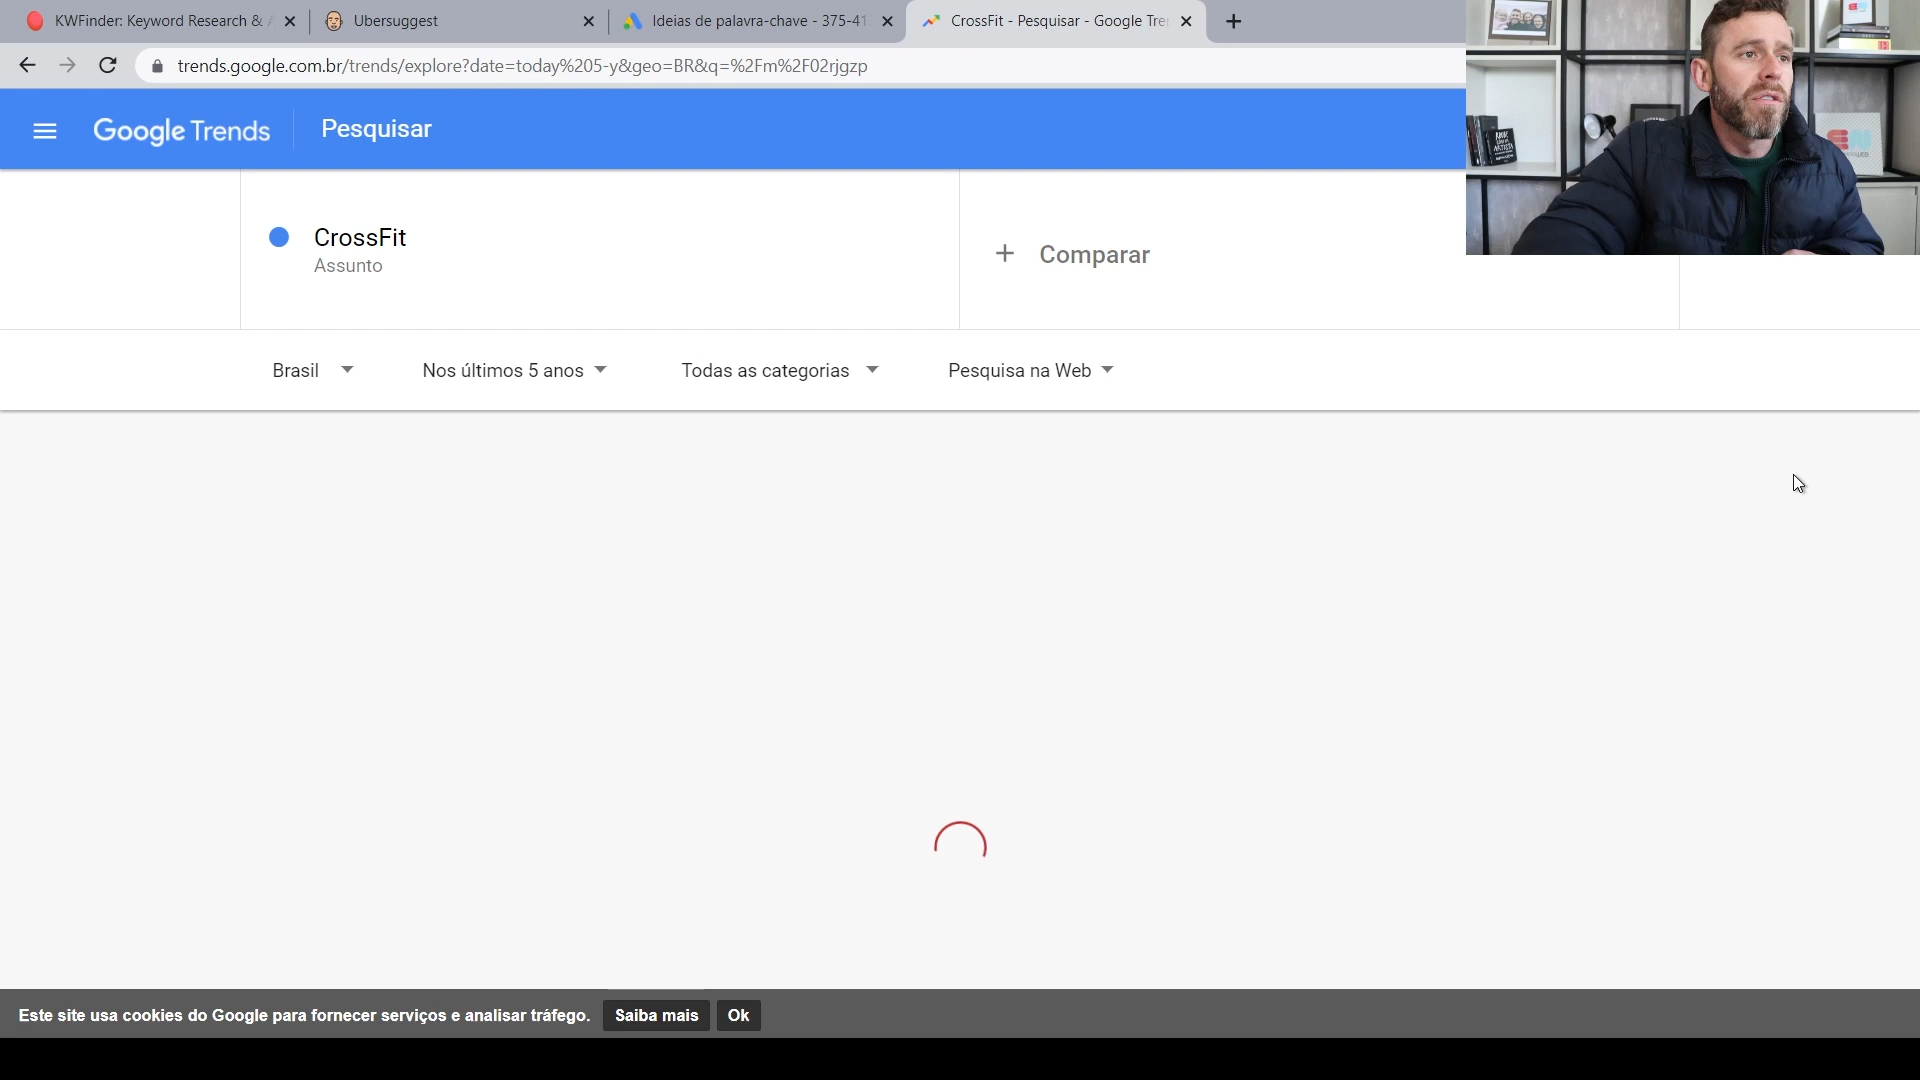 KWFinder: Keyword Research &
Ubersuggest
Ideias de palavra-chave - 375-41
CrossFit - Pesquisar - Google Tre
trends.google.com.br/trends/explore?date=today%205-y&geo=BR&q=%2Fm%2F02rjgzp
Google Trends
Pesquisar
CrossFit
Assunto
+ Comparar
Brasil
Nos últimos 5 anos
Todas as categorias
Pesquisa na Web
Este site usa cookies do Google para fornecer serviços e analisar tráfego.
Saiba mais
Ok